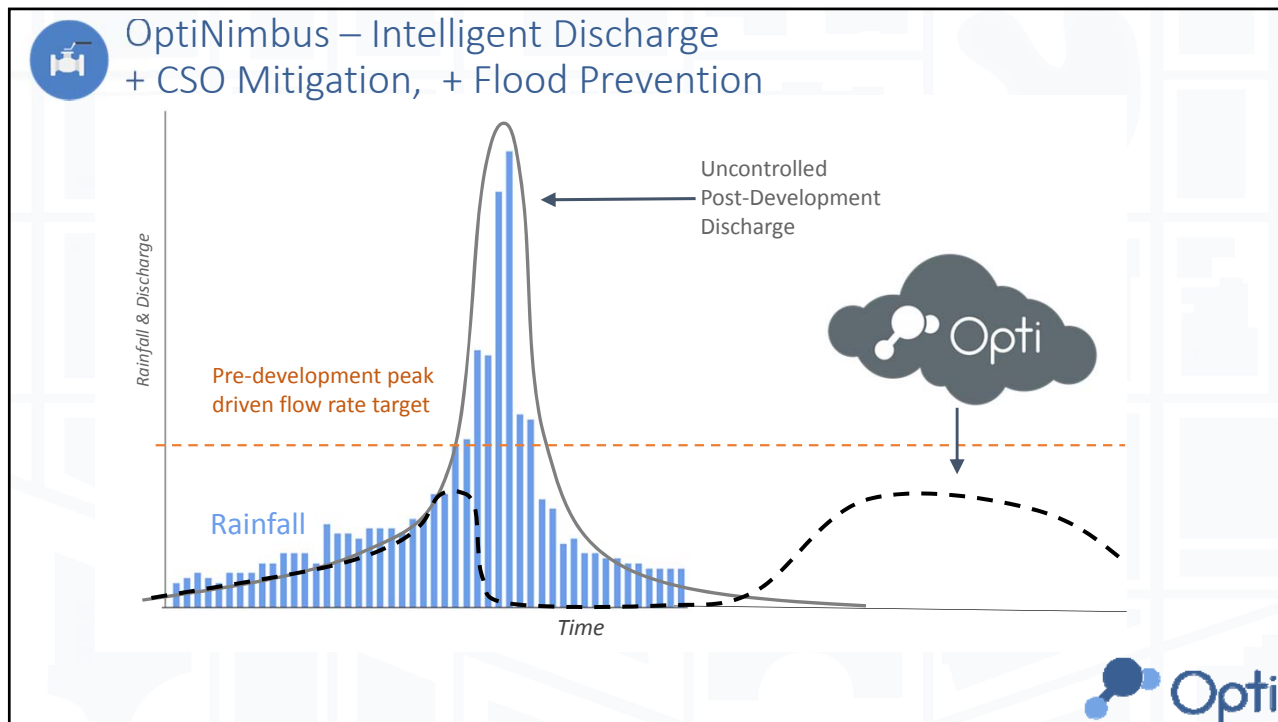 OptiNimbus – Intelligent Discharge
+ CSO Mitigation, + Flood Prevention
Uncontrolled
Post-Development
Discharge
Rainfall & Discharge
Opti
Pre-development peak
driven flow rate target
Rainfall
Time
Opti